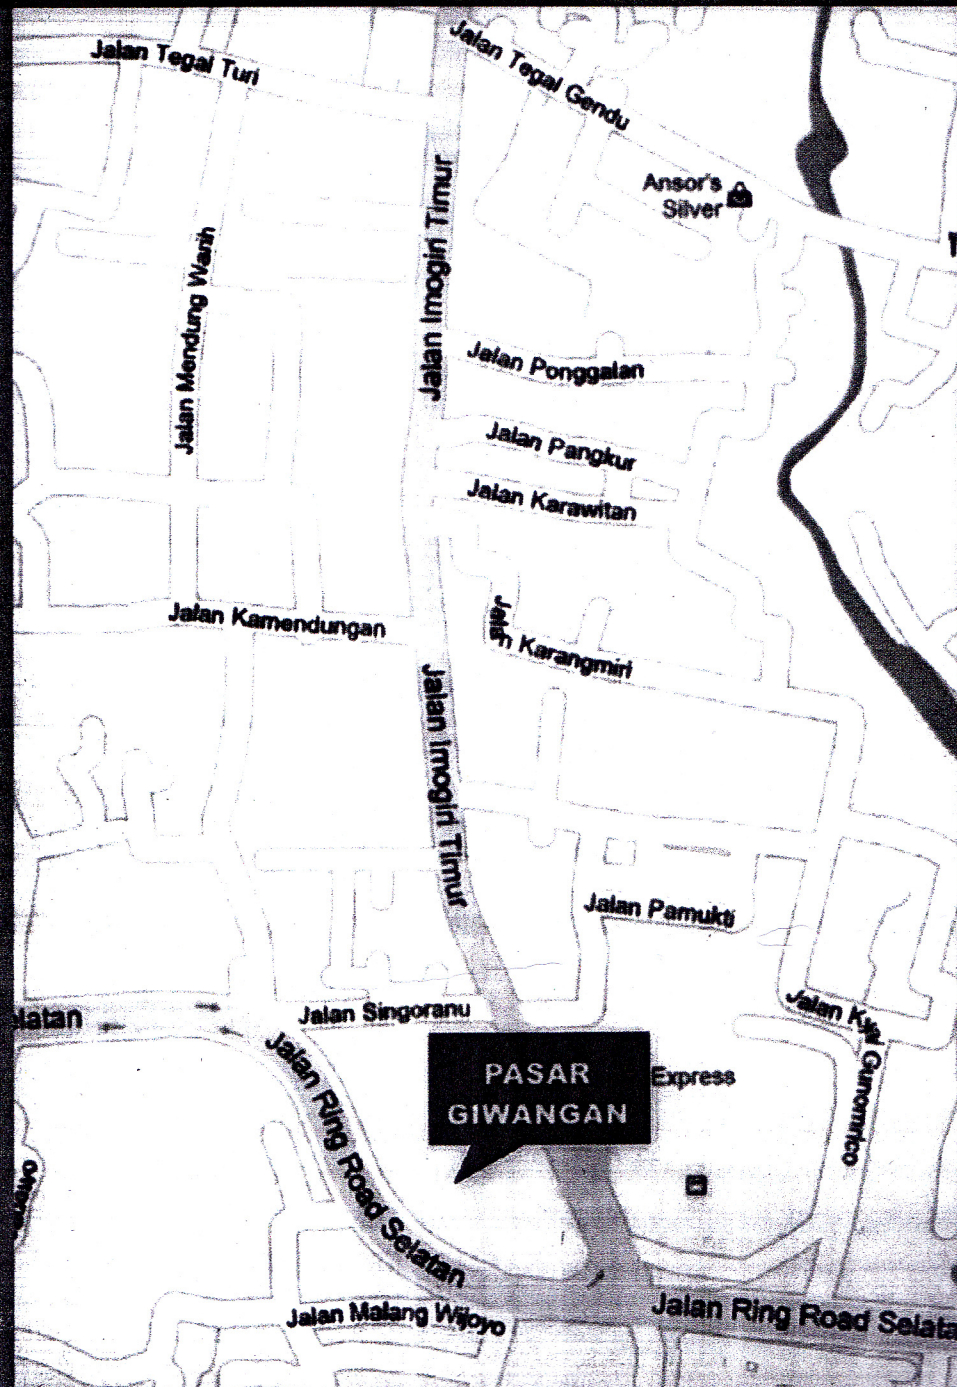 Jalan Tegal Turi
Jalan Tegal Gendu
Ansor's
Silver
Jalan Imogiri Timur
Jalan Mendung Warih
Jalan Ponggalan
Jalan Pangkur
Jalan Karawitan
Jalan Kamendungan
Jalan Karangmiri
Jalan Imogiri Timur
Jalan Pamukti
elatan
Jalan Singoranu
Jalan Kyai Gunomrico
Jalan Ring Road Selatan
PASAR
GIWANGAN
Express
Jalan Malang Wijoyo
Jalan Ring Road Selata